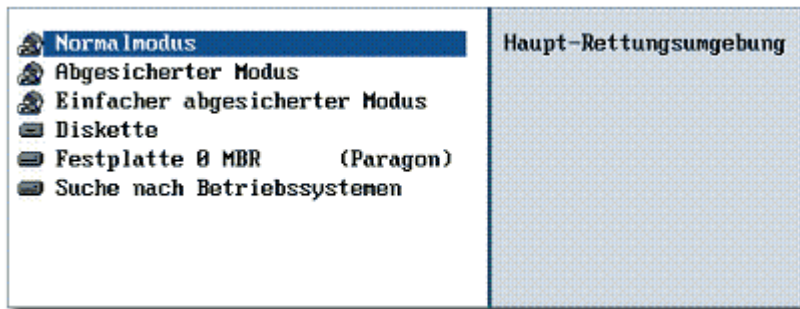 Normalmodus
Abgesicherter Modus
Einfacher abgesicherter Modus
Diskette
Festplatte 0 MBR (Paragon)
Suche nach Betriebssystemen
Haupt-Rettungsumgebung